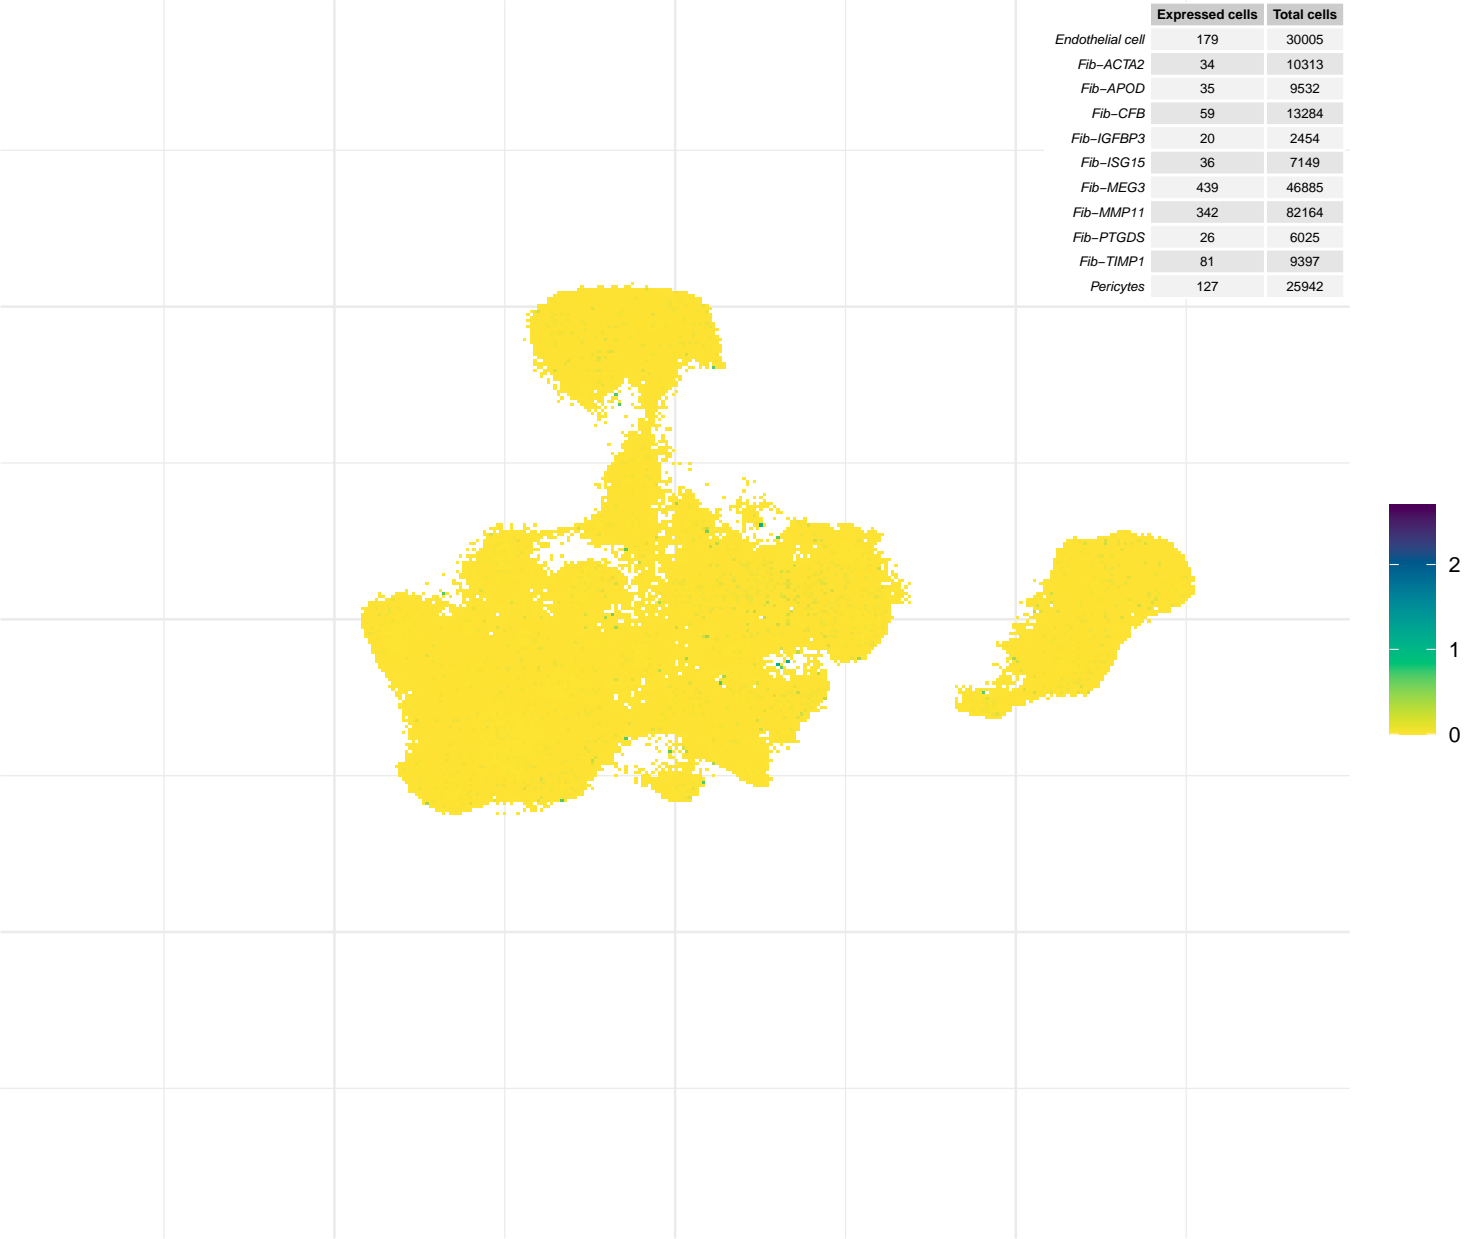 Expressed cells Total cells
Endothelial cell 179 30005
Fib−ACTA2 34 10313
Fib−APOD 35 9532
Fib−CFB 59 13284
Fib−IGFBP3 20 2454
Fib−ISG15 36 7149
Fib−MEG3 439 46885
Fib−MMP11 342 82164
Fib−PTGDS 26 6025
Fib−TIMP1 81 9397
Pericytes 127 25942
2
1
0